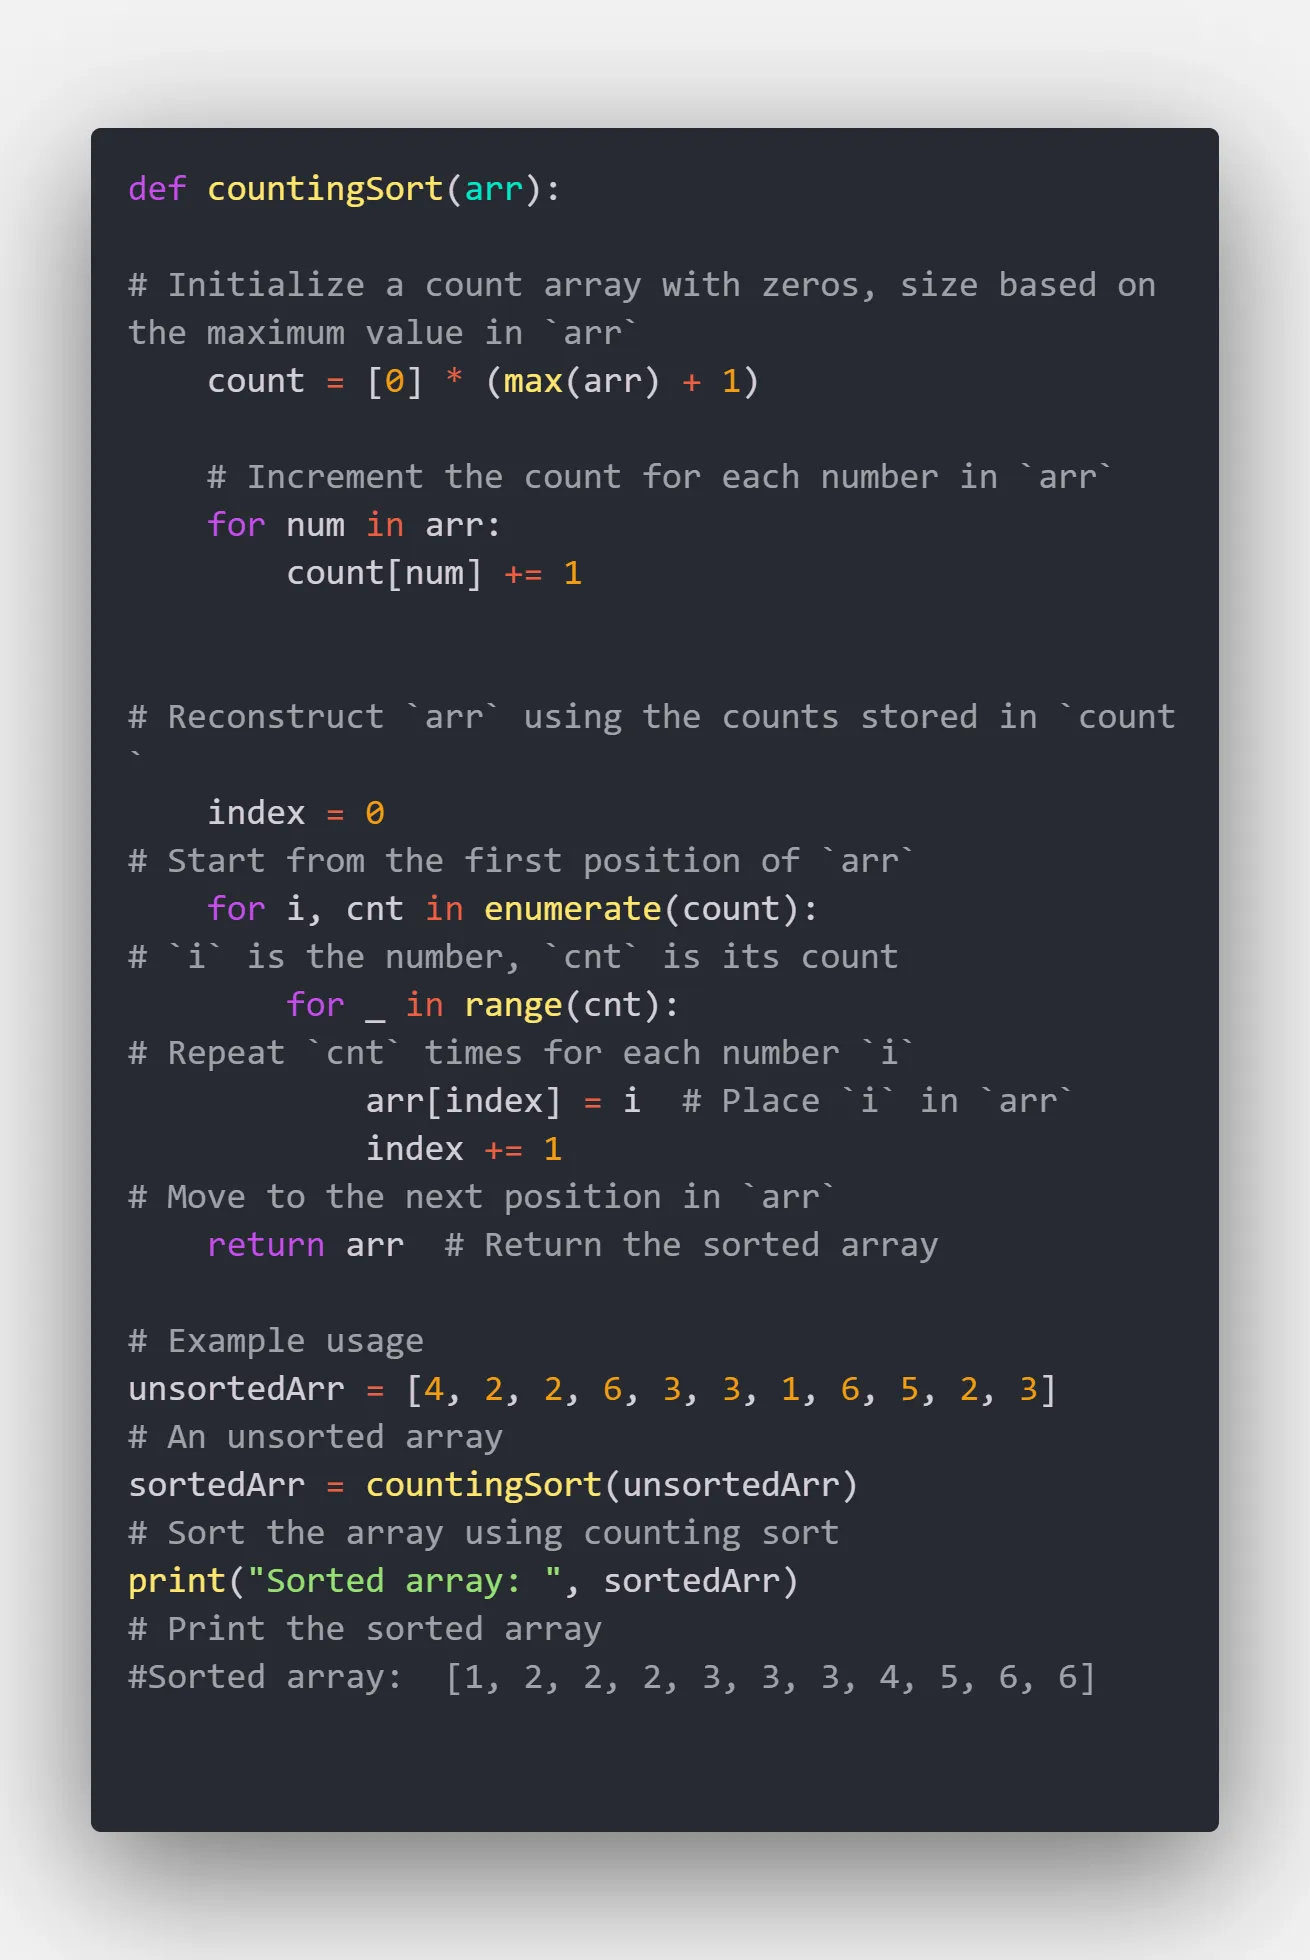 def countingSort(arr):
# Initialize a count array with zeros, size based on
the maximum value in `arr`
    count = [0] * (max(arr) + 1)
    # Increment the count for each number in `arr`
    for num in arr:
        count[num] += 1
# Reconstruct `arr` using the counts stored in `count
`
    index = 0
# Start from the first position of `arr`
    for i, cnt in enumerate(count):
# `i` is the number, `cnt` is its count
        for _ in range(cnt):
# Repeat `cnt` times for each number `i`
            arr[index] = i  # Place `i` in `arr`
            index += 1
# Move to the next position in `arr`
    return arr  # Return the sorted array
# Example usage
unsortedArr = [4, 2, 2, 6, 3, 3, 1, 6, 5, 2, 3]
# An unsorted array
sortedArr = countingSort(unsortedArr)
# Sort the array using counting sort
print("Sorted array: ", sortedArr)
# Print the sorted array
#Sorted array:  [1, 2, 2, 2, 3, 3, 3, 4, 5, 6, 6]